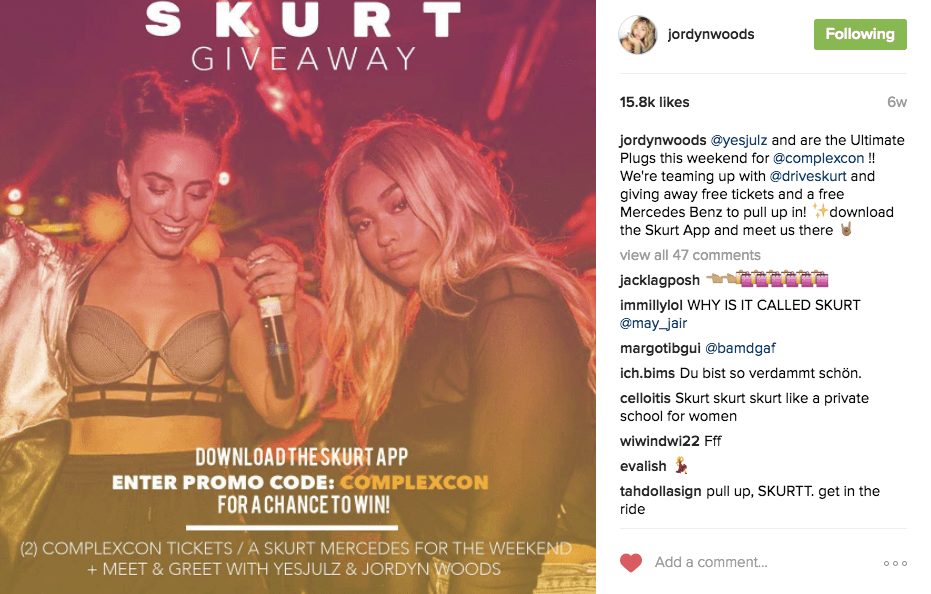 SKURT
GIVEAWAY
DOWNLOAD THE SKURT APP
ENTER PROMO CODE: COMPLEXCON
FOR A CHANCE TO WIN!
(2) COMPLEXCON TICKETS / A SKURT MERCEDES FOR THE WEEKEND
+ MEET & GREET WITH YESJULZ & JORDYN WOODS
jordynwoods
Following
15.8k likes
6w
jordynwoods @yesjulz and are the Ultimate
Plugs this weekend for @complexcon !!
We're teaming up with @driveskurt and
giving away free tickets and a free
Mercedes Benz to pull up in! ✨download
the Skurt App and meet us there 🤘🏽
view all 47 comments
jacklagposh 👈🏼👈🏼🛍🛍🛍🛍🛍🛍
immillylol WHY IS IT CALLED SKURT
@may_jair
margotibgui @bamdgaf
ich.bims Du bist so verdammt schön.
celloitis Skurt skurt skurt like a private
school for women
wiwindwi22 Fff
evalish 💃🏽
tahdollasign pull up, SKURTT. get in the
ride
Add a comment...